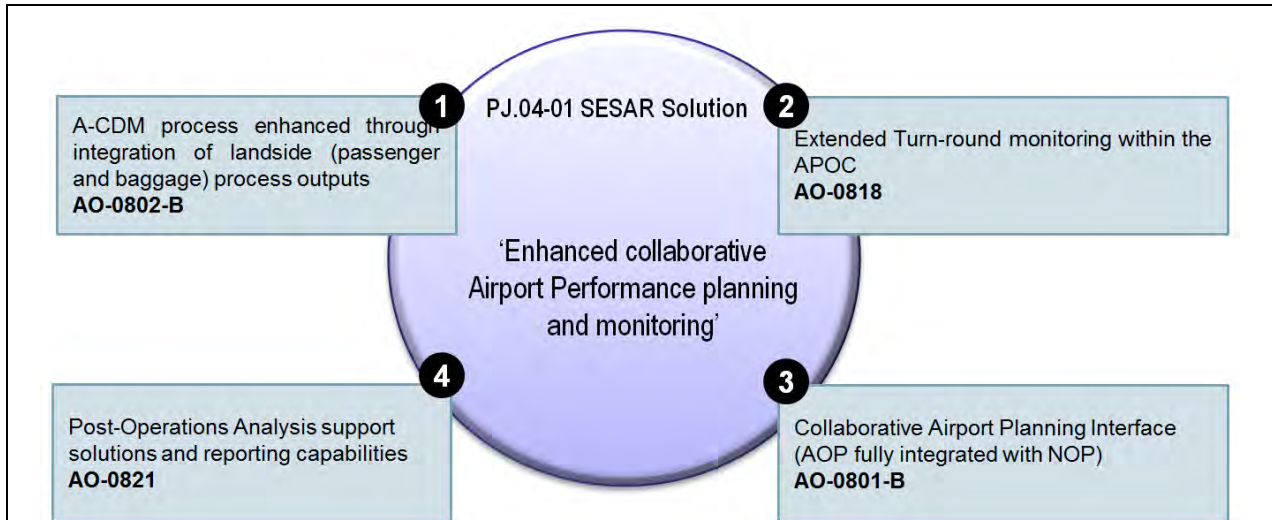 1
A-CDM process enhanced through
integration of landside (passenger
and baggage) process outputs
AO-0802-B
PJ.04-01 SESAR Solution
2
Extended Turn-round monitoring within the
APOC
AO-0818
‘Enhanced collaborative
Airport Performance planning
and monitoring’
4
Post-Operations Analysis support
solutions and reporting capabilities
AO-0821
3
Collaborative Airport Planning Interface
(AOP fully integrated with NOP)
AO-0801-B